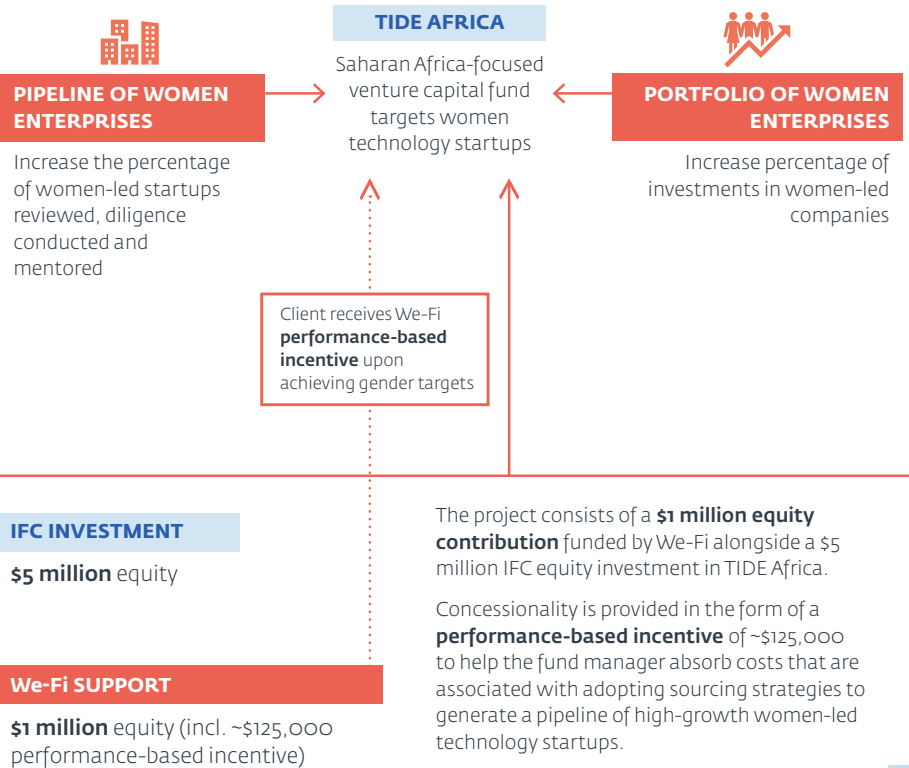 TIDE AFRICA
Saharan Africa-focused
venture capital fund
targets women
technology startups
PIPELINE OF WOMEN
ENTERPRISES
Increase the percentage
of women-led startups
reviewed, diligence
conducted and
mentored
PORTFOLIO OF WOMEN
ENTERPRISES
Increase percentage of
investments in women-led
companies
Client receives We-Fi
performance-based
incentive upon
achieving gender targets
IFC INVESTMENT
$5 million equity
We-Fi SUPPORT
$1 million equity (incl. ~$125,000
performance-based incentive)
The project consists of a $1 million equity
contribution funded by We-Fi alongside a $5
million IFC equity investment in TIDE Africa.
Concessionality is provided in the form of a
performance-based incentive of ~$125,000
to help the fund manager absorb costs that are
associated with adopting sourcing strategies to
generate a pipeline of high-growth women-led
technology startups.